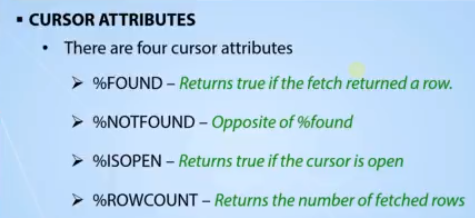 ▪ CURSOR ATTRIBUTES
• There are four cursor attributes
➢ %FOUND – Returns true if the fetch returned a row.
➢ %NOTFOUND – Opposite of %found
➢ %ISOPEN – Returns true if the cursor is open
➢ %ROWCOUNT – Returns the number of fetched rows